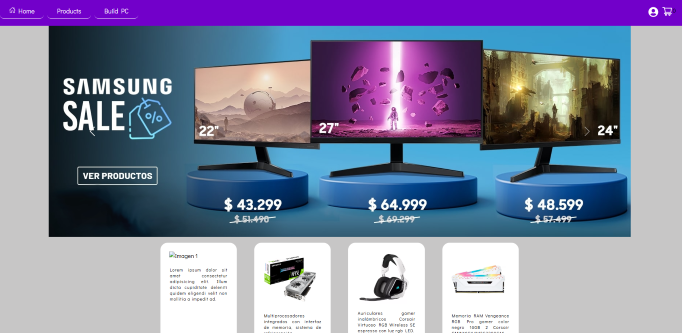 Home Products Build PC
SAMSUNG
SALE
VER PRODUCTOS
22"
27"
24"
$ 43.299
$ 51.490
$ 64.999
$ 69.299
$ 48.599
$ 57.499
Imagen 1
Lorem ipsum dolor sit
amet consectetur
adipisicing elit. Illum
dicta cupiditate deleniti
quidem eligendi velit non
mollitia a impedit ad
Multiprocesadores
integrados con interfaz
de memoria, sistema de
Auriculares gamer
inalámbricos Corsair
Virtuoso RGB Wireless SE
espresso con luz rgb LED
Memoria RAM Vengeance
RGB Pro gamer color
negro 16GB 2 Corsair